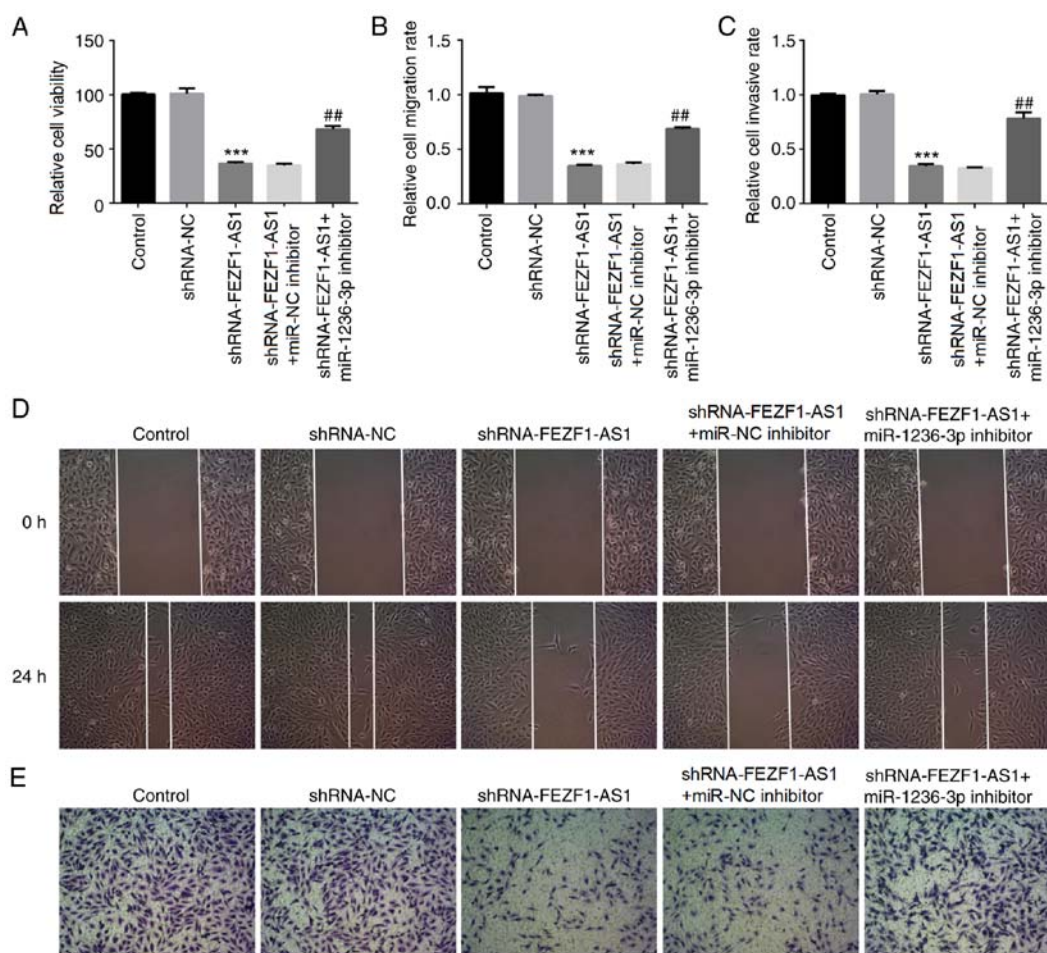 A
Relative cell viability
150
100
50
0
***
##
Control
shRNA-NC
shRNA-FEZF1-AS1
shRNA-FEZF1-AS1
+miR-NC inhibitor
shRNA-FEZF1-AS1+
miR-1236-3p inhibitor
B
Relative cell migration rate
1.5
1.0
0.5
0.0
***
##
Control
shRNA-NC
shRNA-FEZF1-AS1
shRNA-FEZF1-AS1
+miR-NC inhibitor
shRNA-FEZF1-AS1+
miR-1236-3p inhibitor
C
Relative cell invasive rate
1.5
1.0
0.5
0.0
***
##
Control
shRNA-NC
shRNA-FEZF1-AS1
shRNA-FEZF1-AS1
+miR-NC inhibitor
shRNA-FEZF1-AS1+
miR-1236-3p inhibitor
D
Control
shRNA-NC
shRNA-FEZF1-AS1
shRNA-FEZF1-AS1
+miR-NC inhibitor
shRNA-FEZF1-AS1+
miR-1236-3p inhibitor
0 h
24 h
E
Control
shRNA-NC
shRNA-FEZF1-AS1
shRNA-FEZF1-AS1
+miR-NC inhibitor
shRNA-FEZF1-AS1+
miR-1236-3p inhibitor